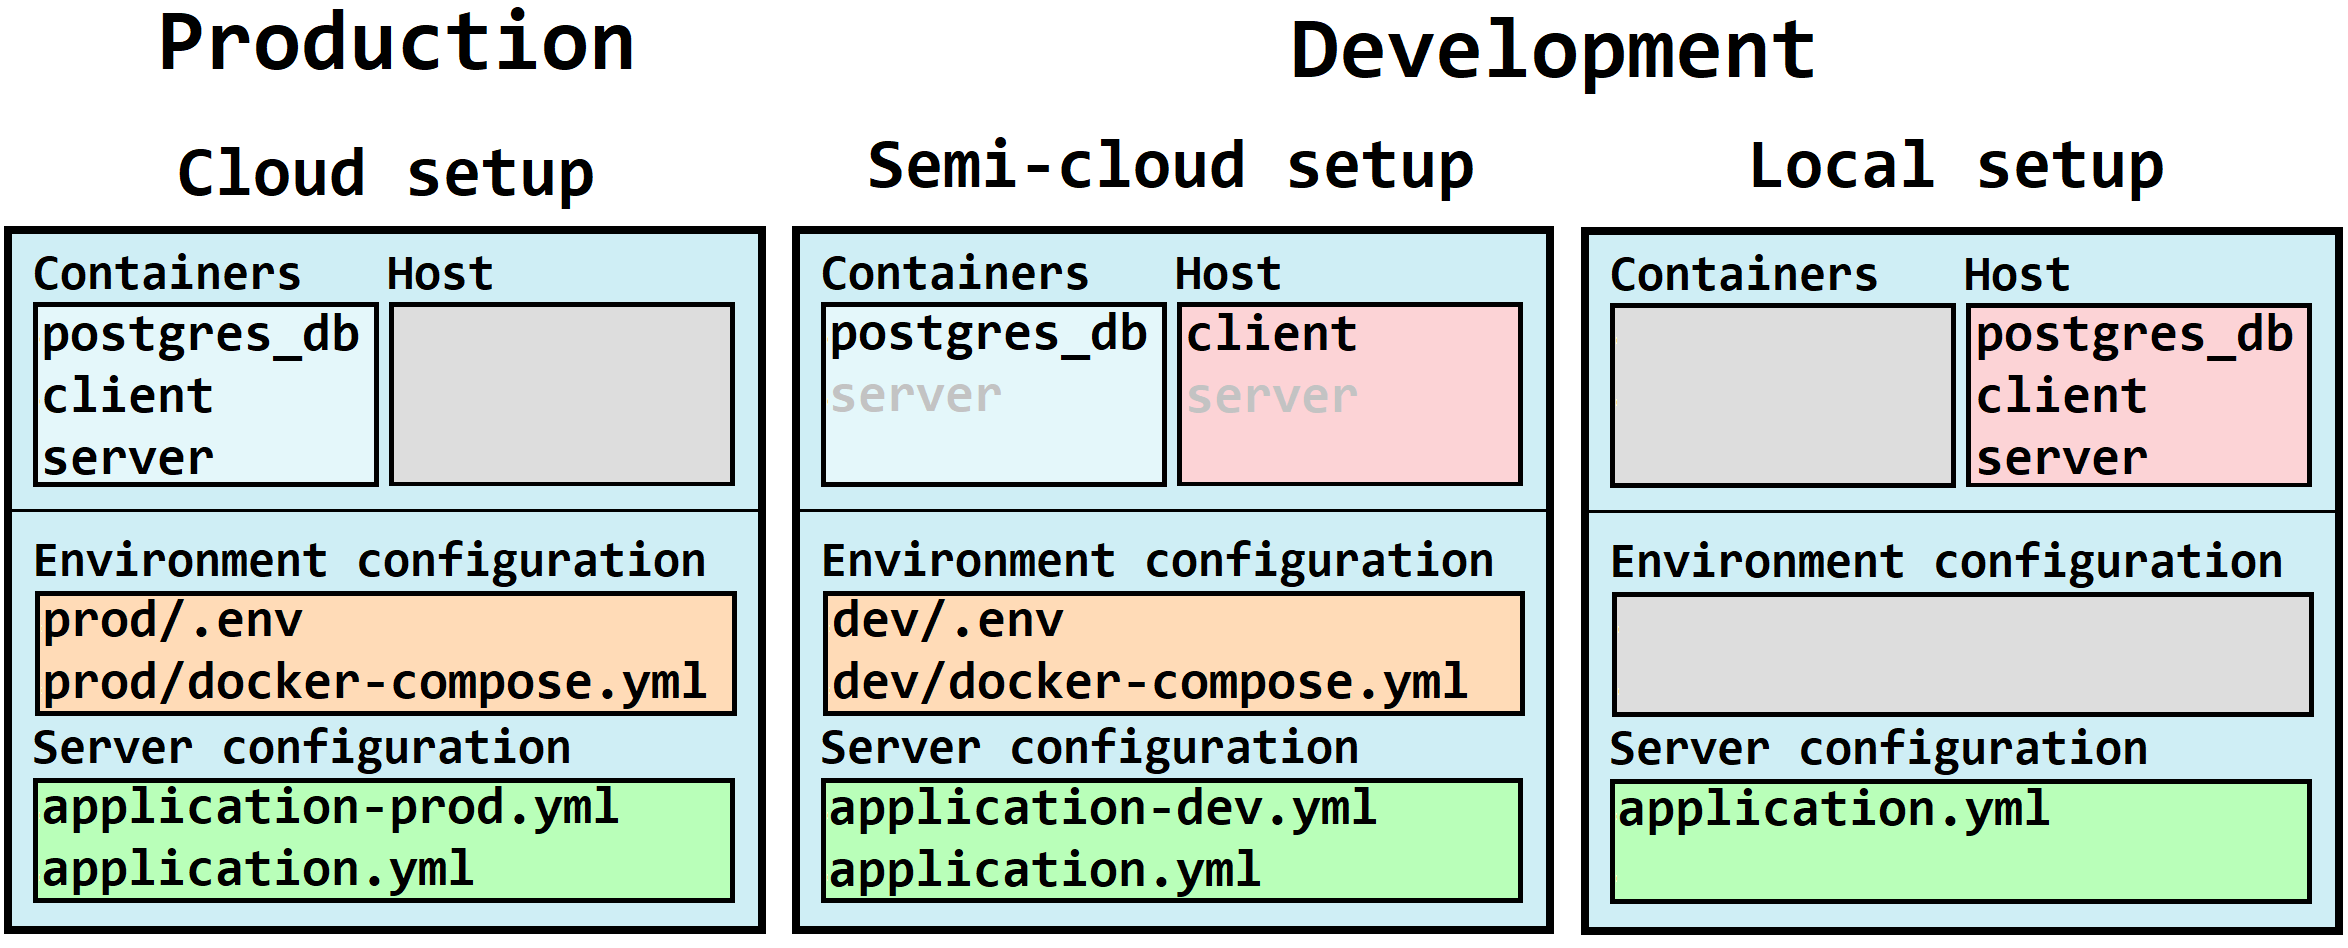 Production
Development
Cloud setup
Semi-cloud setup
Local setup
Containers
Host
postgres_db
client
server
Environment configuration
prod/.env
prod/docker-compose.yml
Server configuration
application-prod.yml
application.yml
Containers
Host
postgres_db
server
client
server
Environment configuration
dev/.env
dev/docker-compose.yml
Server configuration
application-dev.yml
application.yml
Containers
Host
postgres_db
client
server
Environment configuration
Server configuration
application.yml